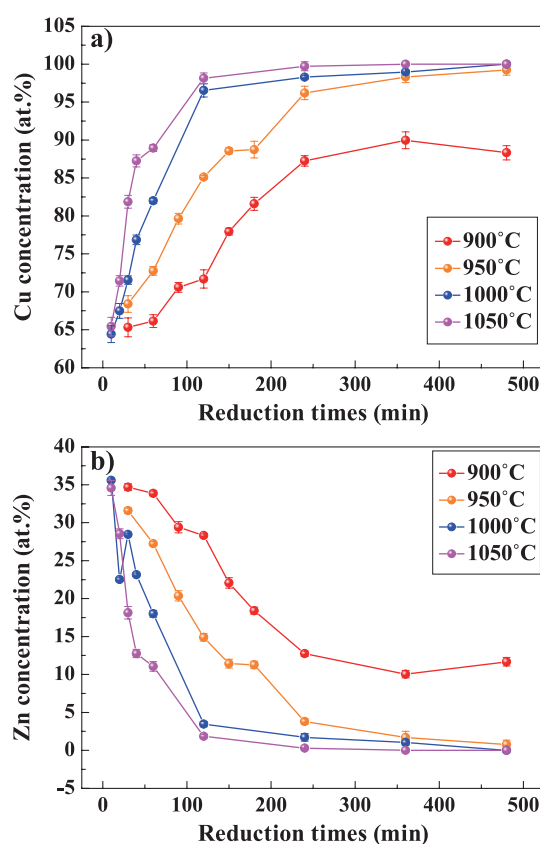 a)
Cu concentration (at.%)
100
95
90
85
80
75
70
65
60
105
900°C
950°C
1000°C
1050°C
0
100
200
300
400
500
Reduction times (min)
b)
Zn concentration (at.%)
40
35
30
25
20
15
10
5
0
-5
900°C
950°C
1000°C
1050°C
0
100
200
300
400
500
Reduction times (min)